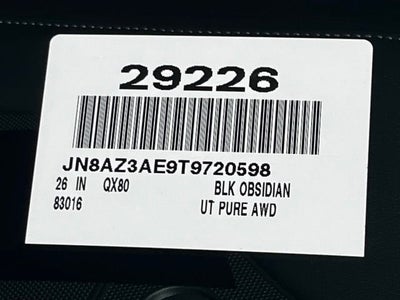 29226
JN8AZ3AE9T9720598
26 IN QX80 BLK OBSIDIAN
83016 UT PURE AWD